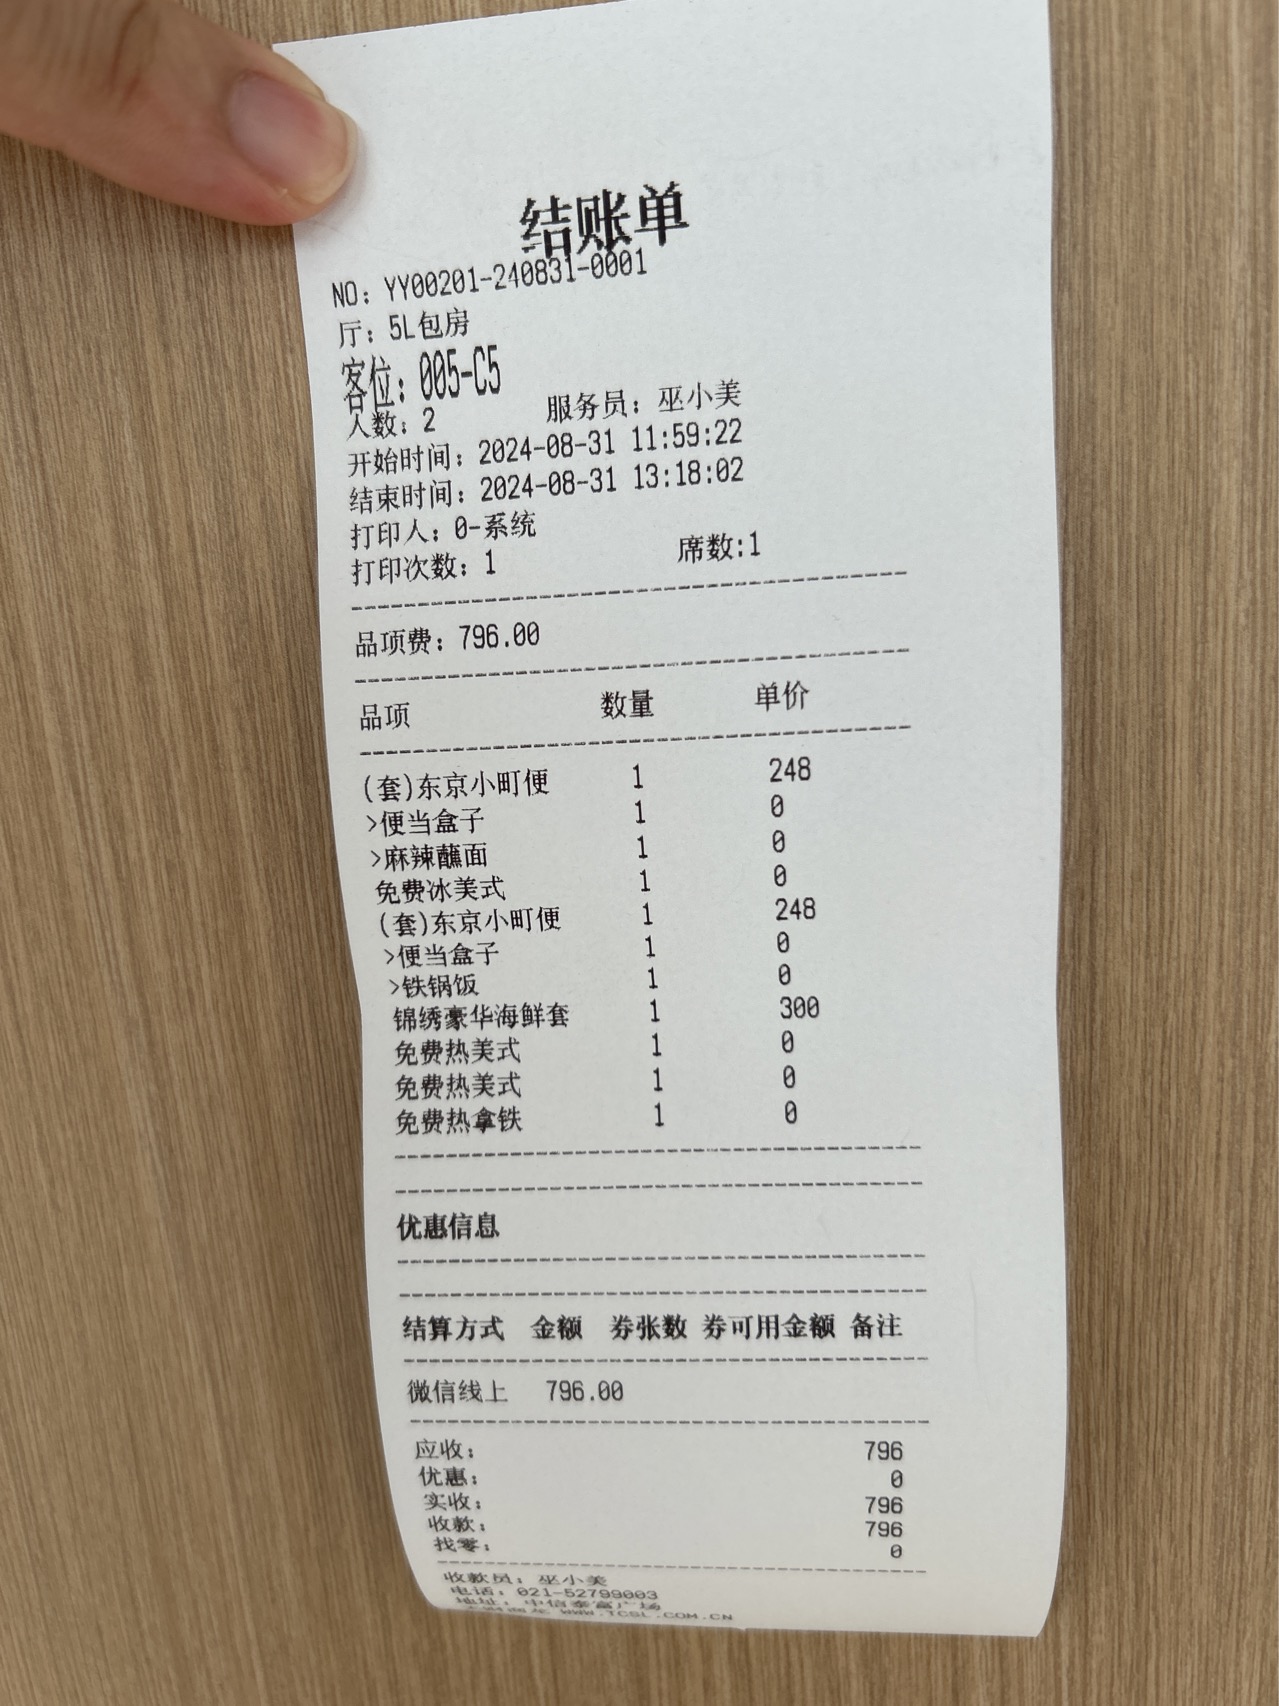 结账单
NO: YY00201-240831-0001
厅: 5L包房
客位: 005-C5
人数: 2 服务员: 巫小美
开始时间: 2024-08-31 11:59:22
结束时间: 2024-08-31 13:18:02
打印人: 0-系统
打印次数: 1 席数:1
品项费: 796.00
品项 数量 单价
(套)东京小町便 1 248
>便当盒子 1 0
>麻辣蘸面 1 0
免费冰美式 1 0
(套)东京小町便 1 248
>便当盒子 1 0
>铁锅饭 1 0
锦绣豪华海鲜套 1 300
免费热美式 1 0
免费热美式 1 0
免费热拿铁 1 0
优惠信息
结算方式 金额 券张数 券可用金额 备注
微信线上 796.00
应收: 796
优惠: 0
实收: 796
收款: 796
找零: 0
收款员: 巫小美
电话: 021-52799003
地址: 中信泰富广场
WWW.TCSL.COM.CN